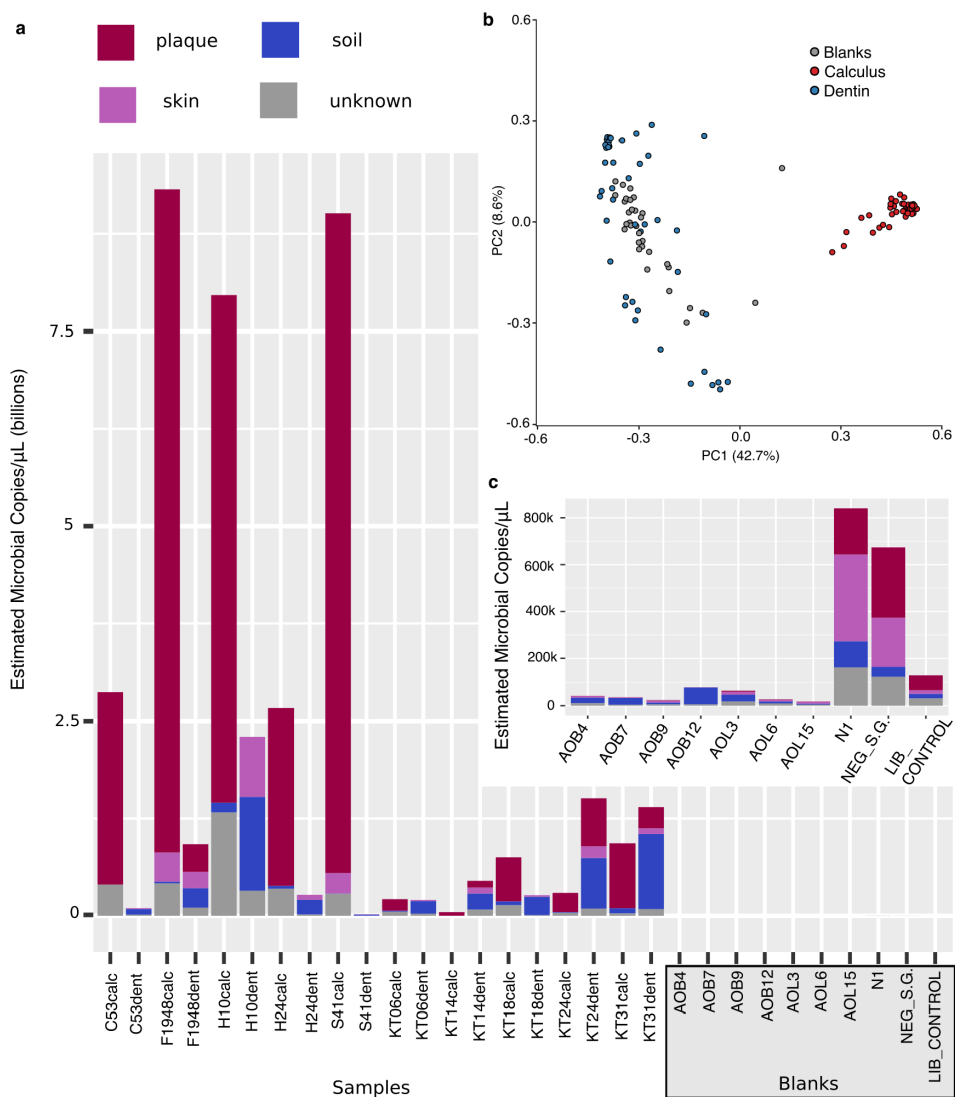 a
plaque
soil
skin
unknown
Estimated Microbial Copies/µL (billions)
7.5
5
2.5
0
C53calc
C53dent
F1948calc
F1948dent
H10calc
H10dent
H24calc
H24dent
S41calc
S41dent
KT06calc
KT06dent
KT14calc
KT14dent
KT18calc
KT18dent
KT24calc
KT24dent
KT31calc
KT31dent
AOB4
AOB7
AOB9
AOB12
AOL3
AOL6
AOL15
N1
NEG_S.G.
LIB_CONTROL
Samples
Blanks
b
0.6
0.3
0.0
-0.3
-0.6
PC2 (8.6%)
Blanks
Calculus
Dentin
-0.6
-0.3
0.0
0.3
0.6
PC1 (42.7%)
c
Estimated Microbial Copies/µL
800k
600k
400k
200k
0
AOB4
AOB7
AOB9
AOB12
AOL3
AOL6
AOL15
N1
NEG_S.G.
LIB_
CONTROL